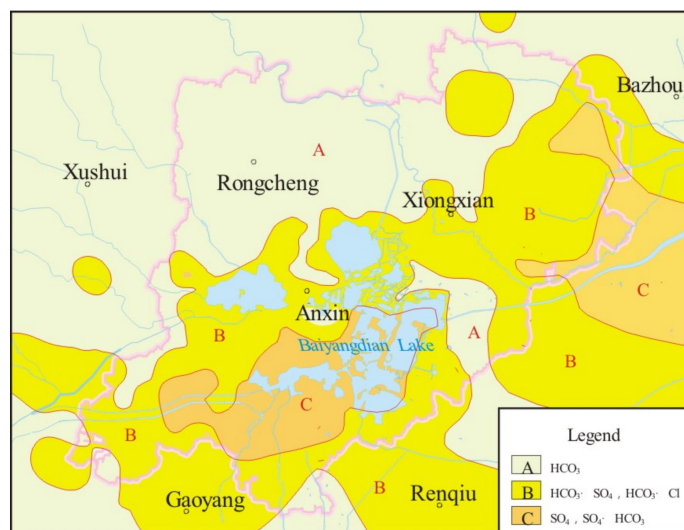 Bazhou
A
Xushui
Rongcheng
Xiongxian
B
C
Anxin
B
Baiyangdian Lake
A
B
C
B
B
Gaoyang
Renqiu
Legend
A HCO₃
B HCO₃· SO₄ , HCO₃· Cl
C SO₄ , SO₄· HCO₃